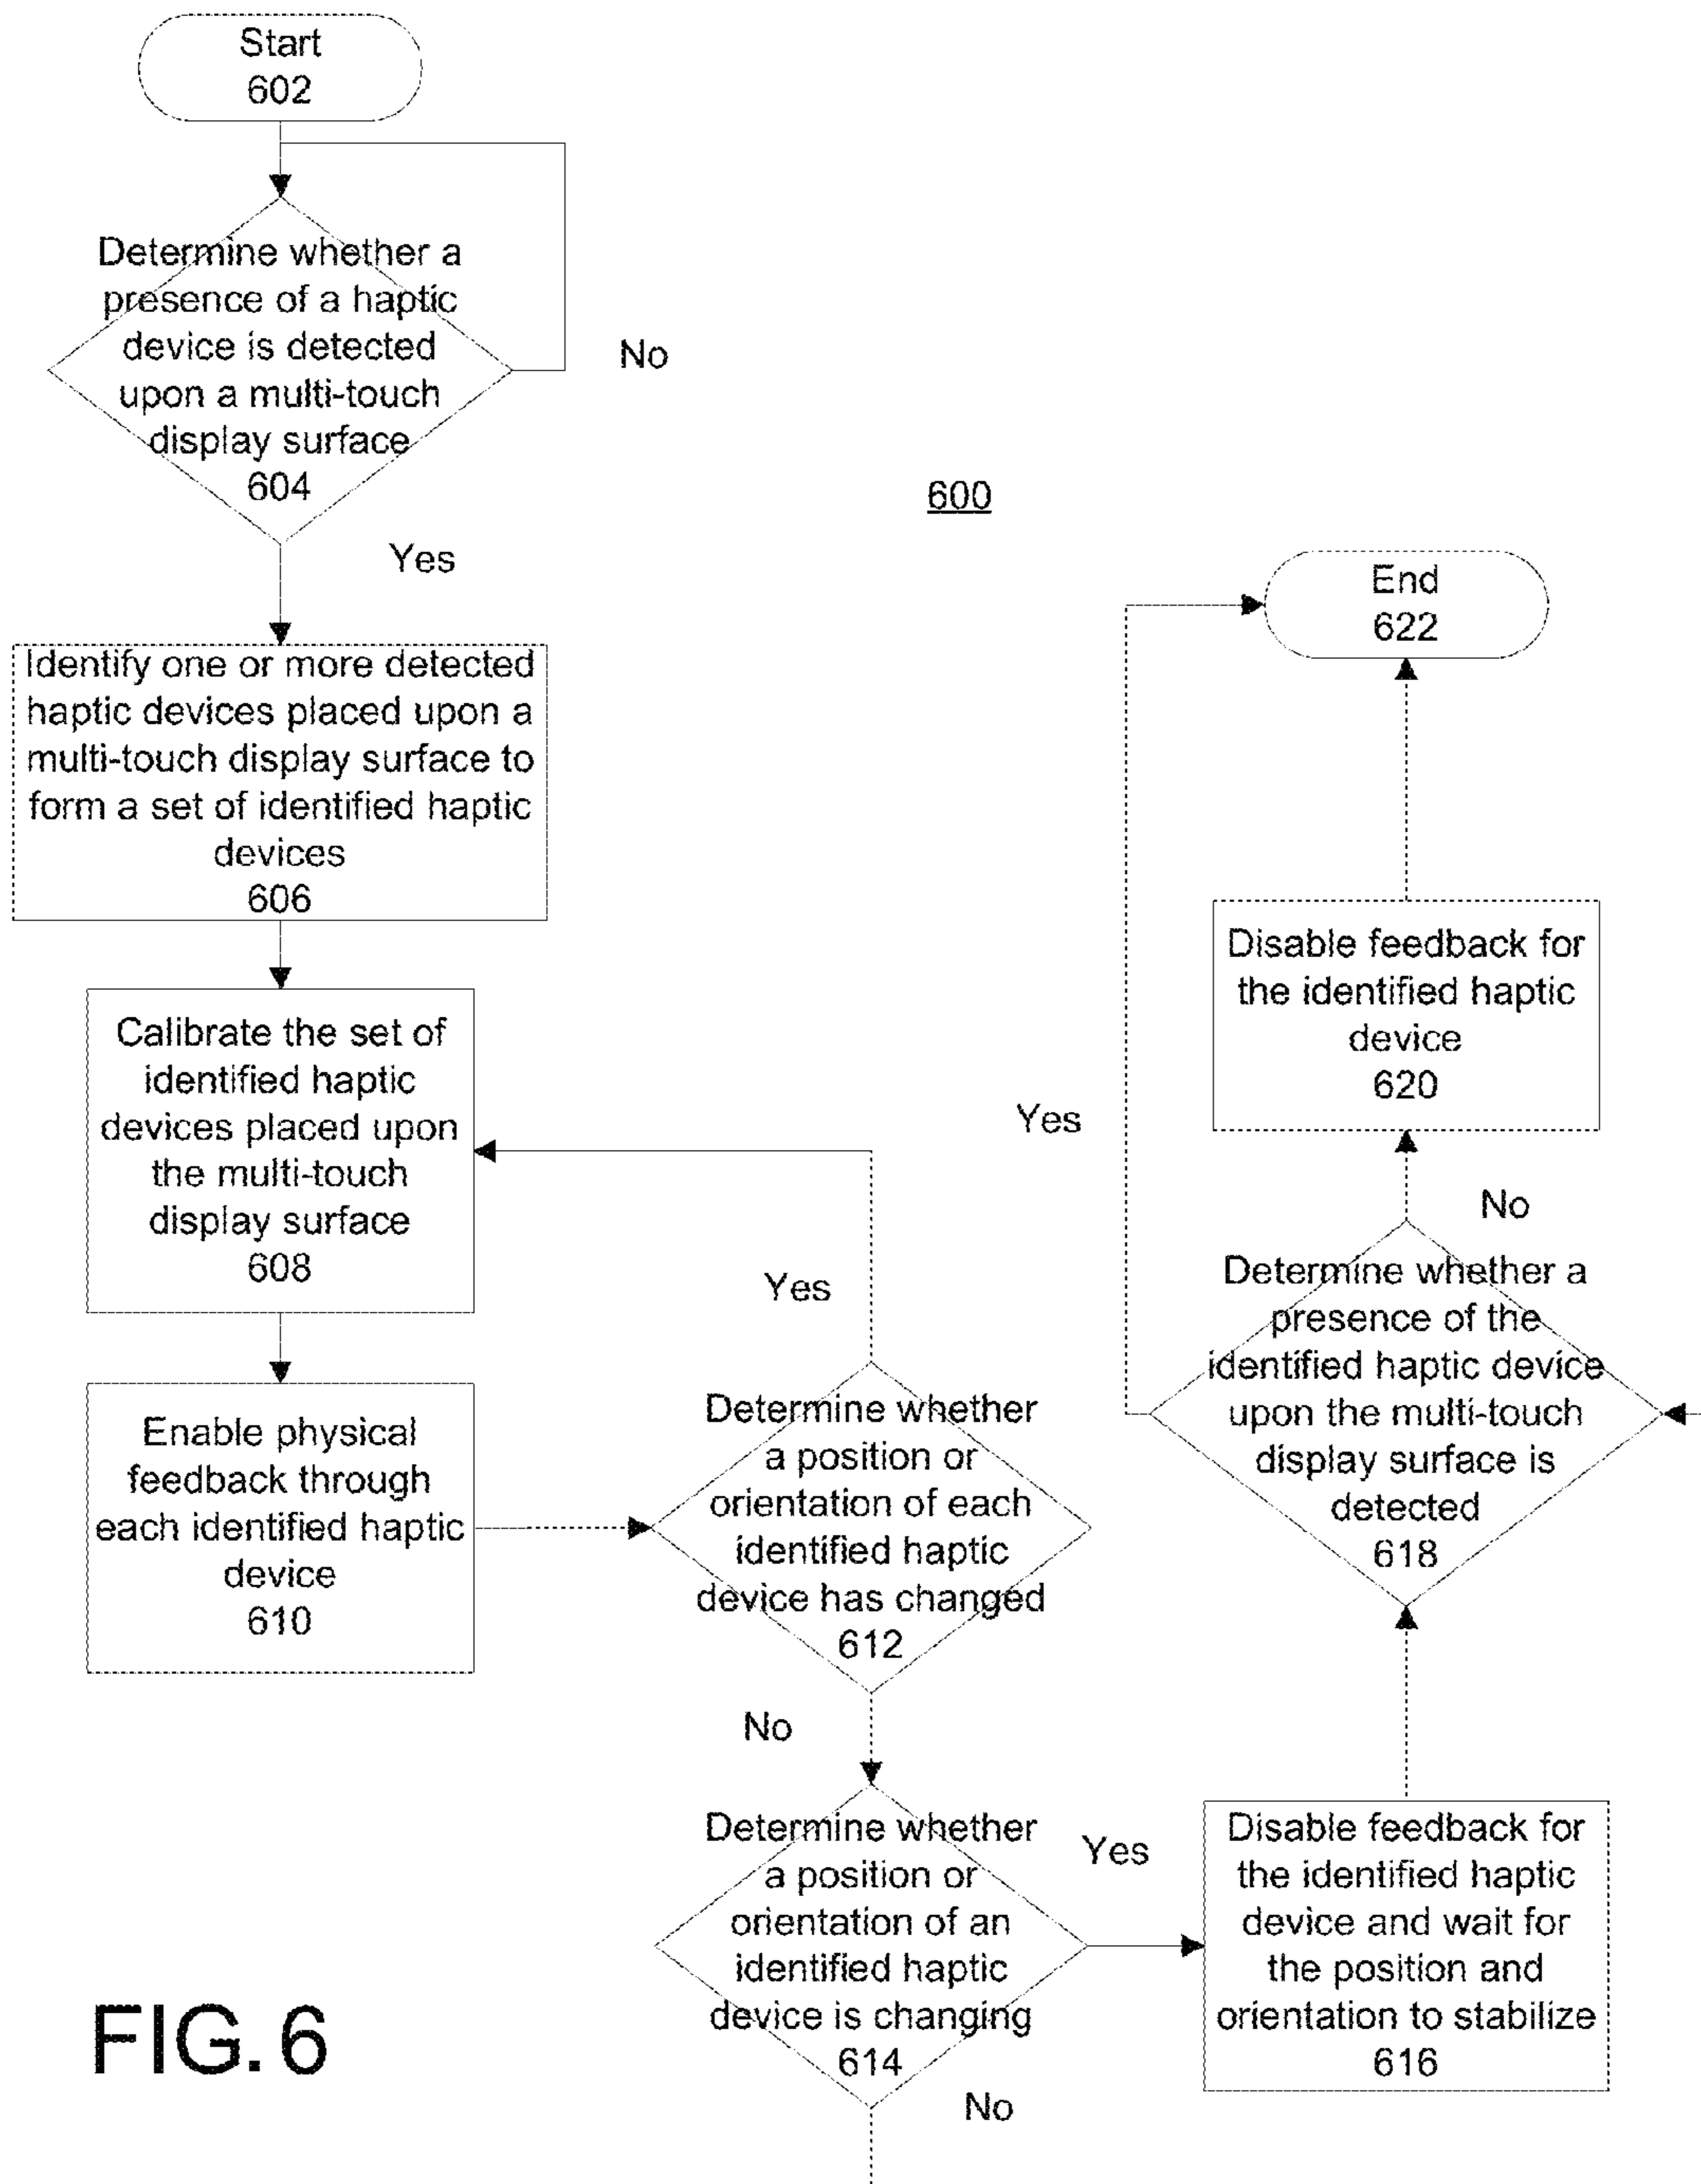 Start
602
Determine whether a
presence of a haptic
device is detected
upon a multi-touch
display surface
604
No
Yes
Identify one or more detected
haptic devices placed upon a
multi-touch display surface to
form a set of identified haptic
devices
606
Calibrate the set of
identified haptic
devices placed upon
the multi-touch
display surface
608
Enable physical
feedback through
each identified haptic
device
610
Yes
Determine whether
a position or
orientation of each
identified haptic
device has changed
612
No
Determine whether
a position or
orientation of an
identified haptic
device is changing
614
No
Yes
Disable feedback for
the identified haptic
device and wait for
the position and
orientation to stabilize
616
Determine whether a
presence of the
identified haptic device
upon the multi-touch
display surface is
detected
618
Yes
No
Disable feedback for
the identified haptic
device
620
End
622
600
FIG. 6